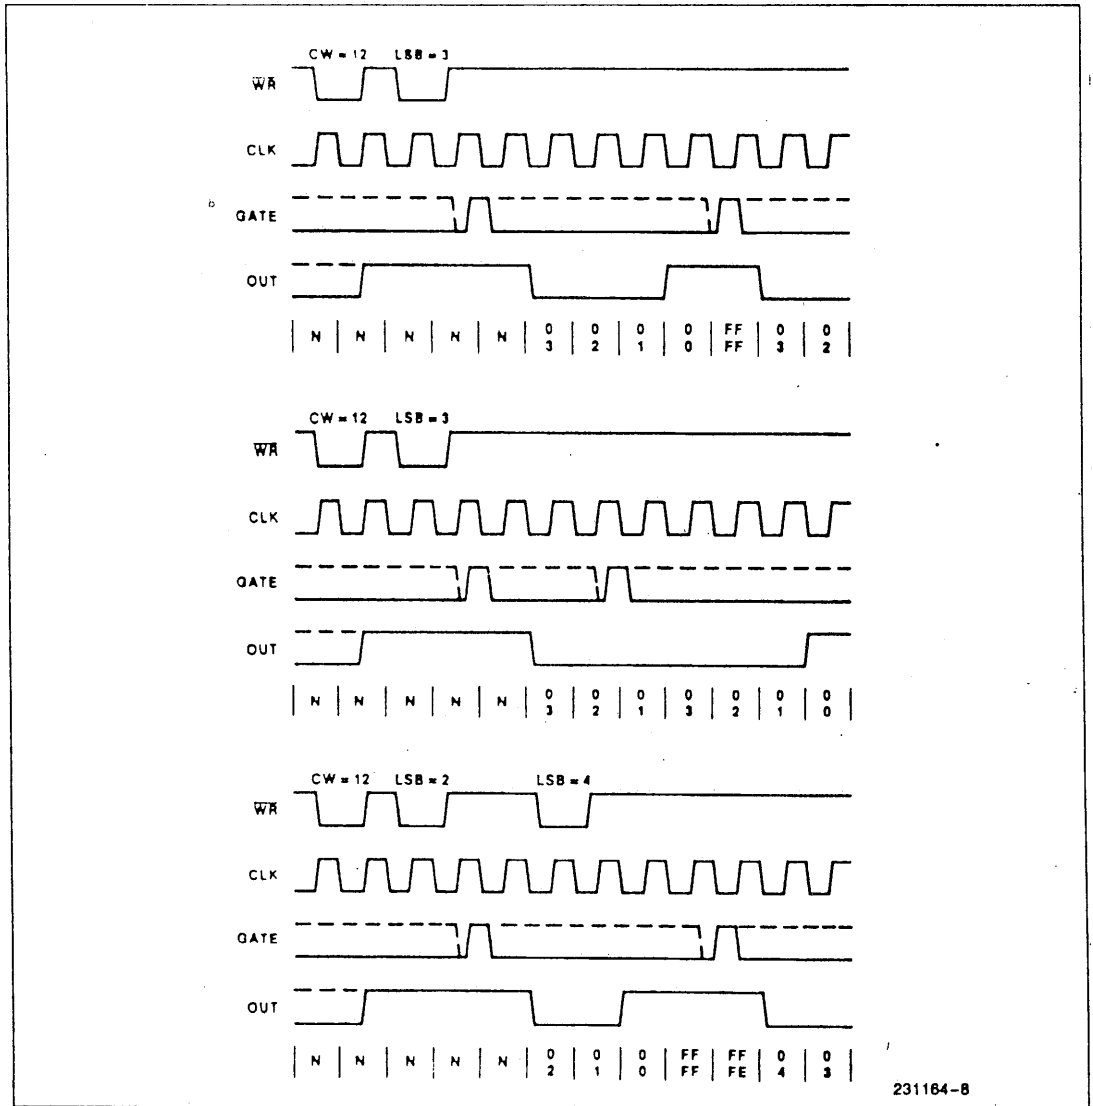 CW = 12 LSB = 3
WR
CLK
GATE
OUT
N N N N N 0 0 0 0 FF 0 0
3 2 1 0 FF 3 2
CW = 12 LSB = 3
WR
CLK
GATE
OUT
N N N N N 0 0 0 0 0 0 0
3 2 1 3 2 1 0
CW = 12 LSB = 2 LSB = 4
WR
CLK
GATE
OUT
N N N N N 0 0 0 FF FF 0 0
2 1 0 FF FE 4 3
231164-8